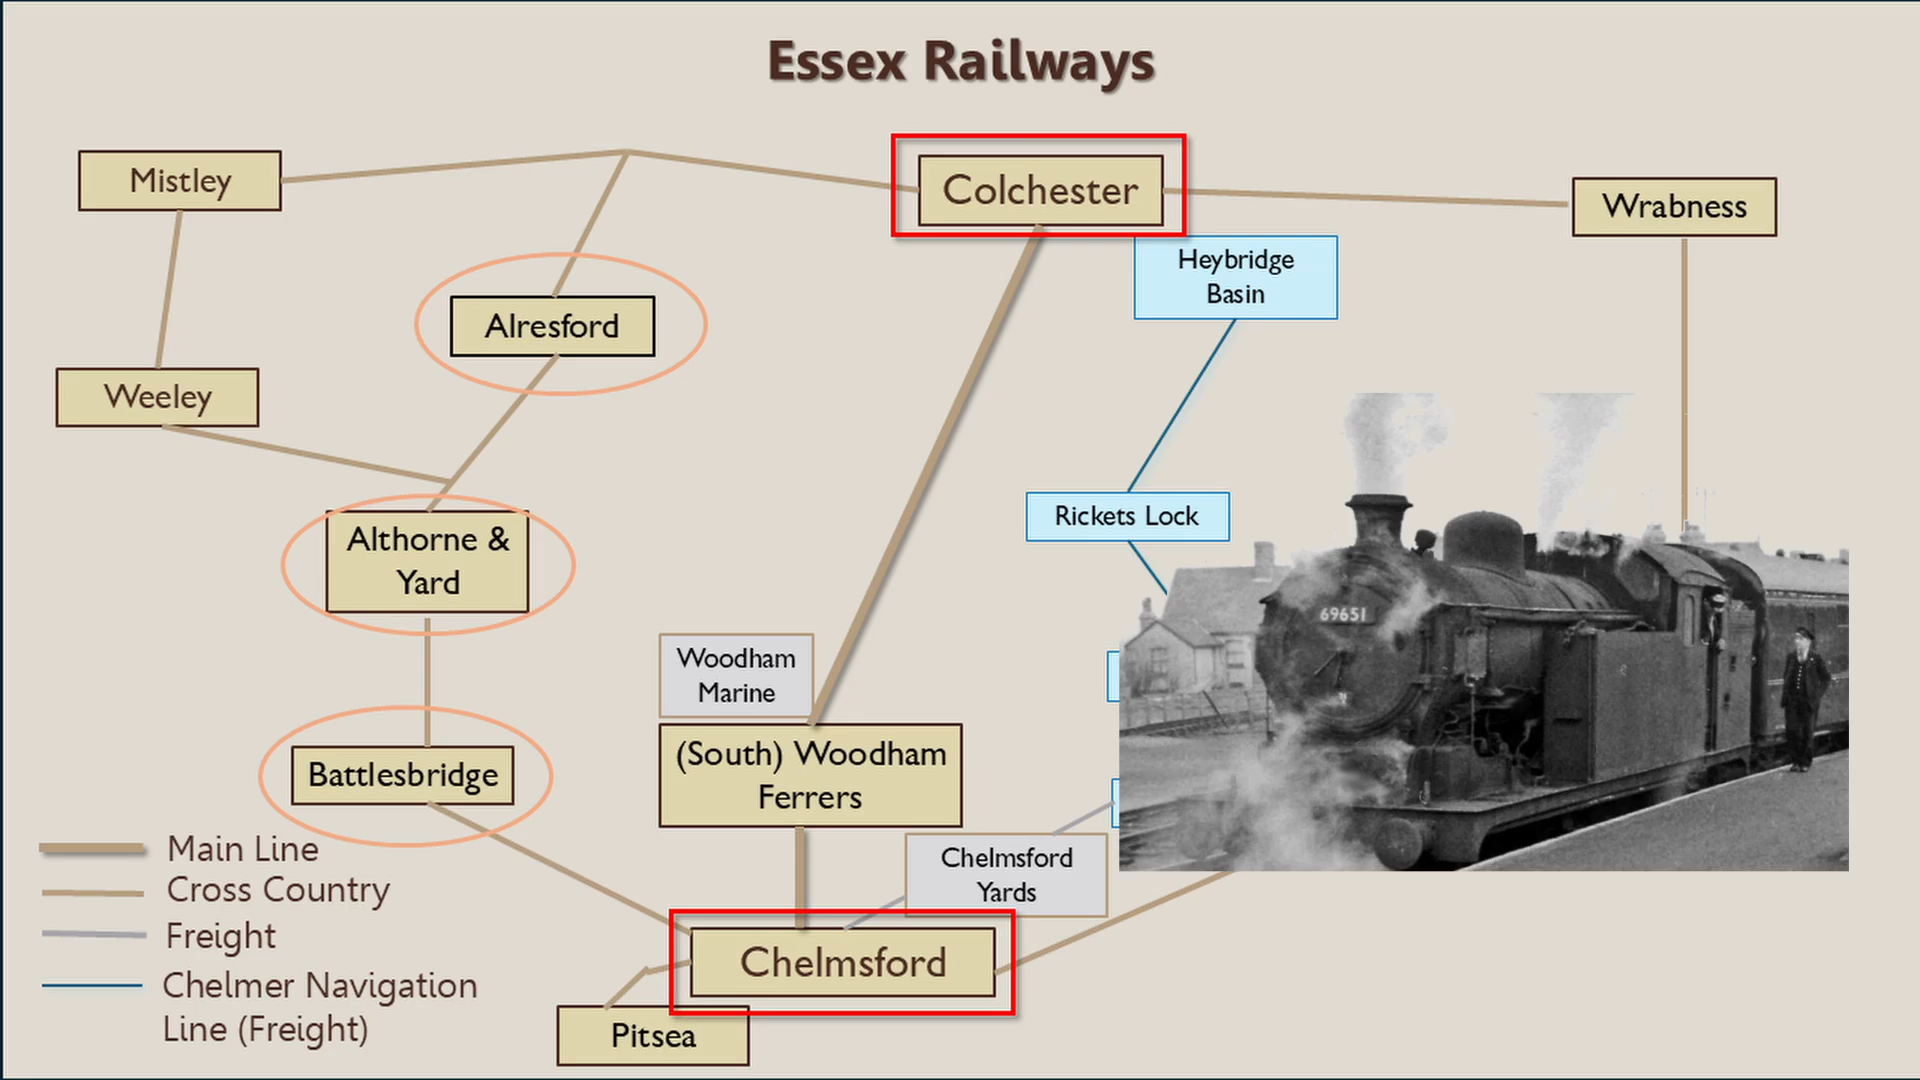 Essex Railways
Mistley
Colchester
Wrabness
Heybridge
Basin
Alresford
Weeley
Rickets Lock
Althorne &
Yard
69651
Woodham
Marine
(South) Woodham
Ferrers
Battlesbridge
Main Line
Cross Country
Freight
Chelmer Navigation
Line (Freight)
Chelmsford
Yards
Chelmsford
Pitsea